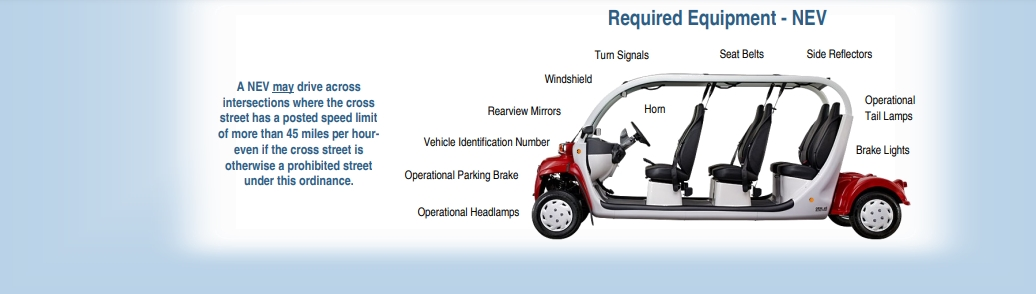 Required Equipment - NEV
Turn Signals
Seat Belts
Side Reflectors
Windshield
A NEV may drive across
intersections where the cross
street has a posted speed limit
of more than 45 miles per hour-
even if the cross street is
otherwise a prohibited street
under this ordinance.
Rearview Mirrors
Horn
Operational
Tail Lamps
Vehicle Identification Number
Brake Lights
Operational Parking Brake
Operational Headlamps